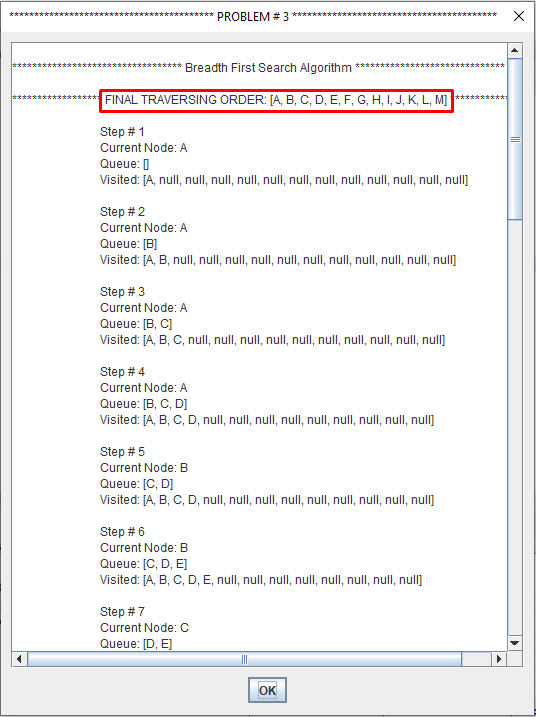 ****************************************** PROBLEM # 3 ******************************************
********************************** Breadth First Search Algorithm ******************************
****************** FINAL TRAVERSING ORDER: [A, B, C, D, E, F, G, H, I, J, K, L, M] ***********
Step # 1
Current Node: A
Queue: []
Visited: [A, null, null, null, null, null, null, null, null, null, null, null, null]
Step # 2
Current Node: A
Queue: [B]
Visited: [A, B, null, null, null, null, null, null, null, null, null, null, null]
Step # 3
Current Node: A
Queue: [B, C]
Visited: [A, B, C, null, null, null, null, null, null, null, null, null, null]
Step # 4
Current Node: A
Queue: [B, C, D]
Visited: [A, B, C, D, null, null, null, null, null, null, null, null, null]
Step # 5
Current Node: B
Queue: [C, D]
Visited: [A, B, C, D, null, null, null, null, null, null, null, null, null]
Step # 6
Current Node: B
Queue: [C, D, E]
Visited: [A, B, C, D, E, null, null, null, null, null, null, null, null]
Step # 7
Current Node: C
Queue: [D, E]
OK